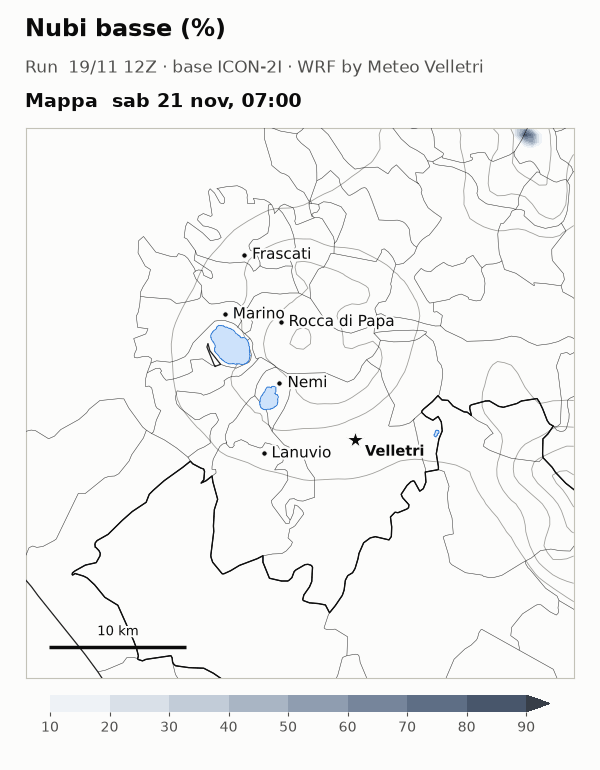 Nubi basse (%)
Run  19/11 12Z · base ICON-2I · WRF by Meteo Velletri
Mappa  sab 21 nov, 07:00
Frascati
Marino
Rocca di Papa
Nemi
Velletri
Lanuvio
10 km
10 20 30 40 50 60 70 80 90